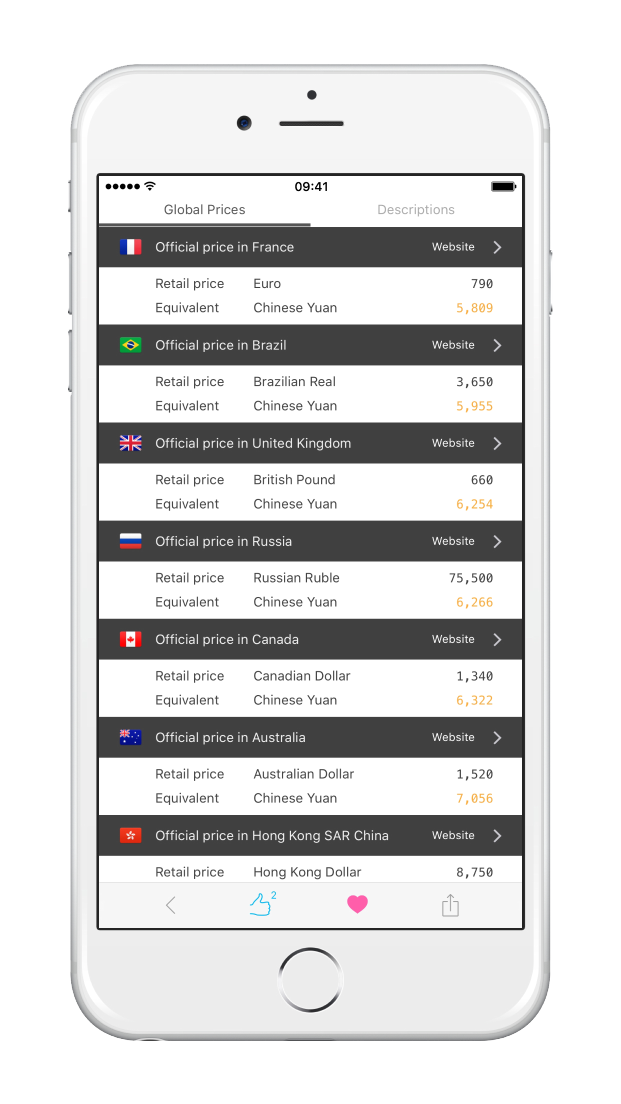 09:41
Global Prices Descriptions
Official price in France Website
Retail price Euro 790
Equivalent Chinese Yuan 5,809
Official price in Brazil Website
Retail price Brazilian Real 3,650
Equivalent Chinese Yuan 5,955
Official price in United Kingdom Website
Retail price British Pound 660
Equivalent Chinese Yuan 6,254
Official price in Russia Website
Retail price Russian Ruble 75,500
Equivalent Chinese Yuan 6,266
Official price in Canada Website
Retail price Canadian Dollar 1,340
Equivalent Chinese Yuan 6,322
Official price in Australia Website
Retail price Australian Dollar 1,520
Equivalent Chinese Yuan 7,056
Official price in Hong Kong SAR China Website
Retail price Hong Kong Dollar 8,750
2